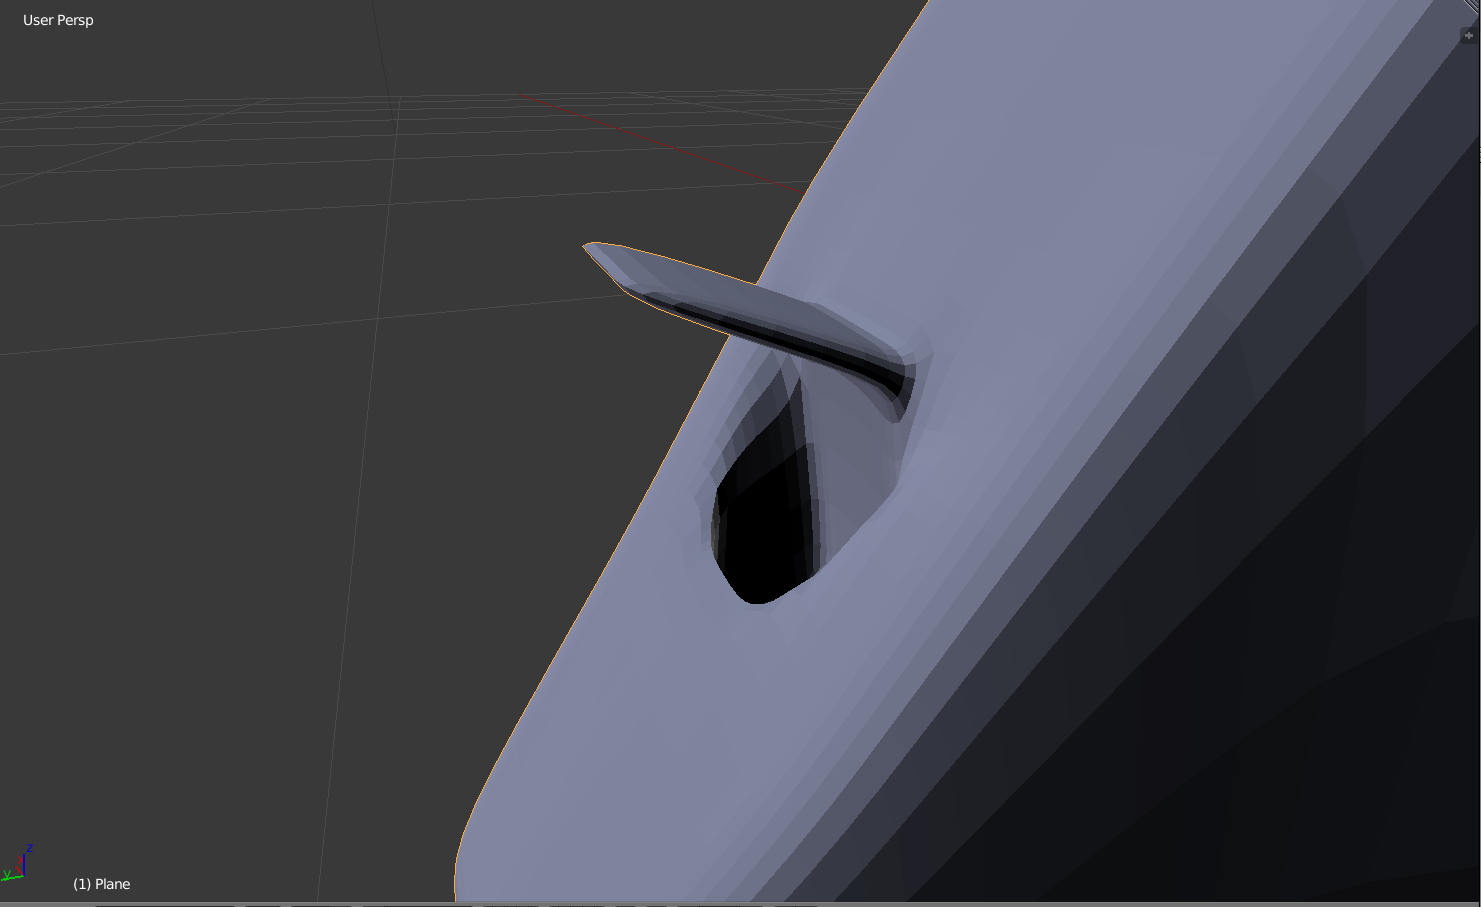 User Persp
z
y
(1) Plane